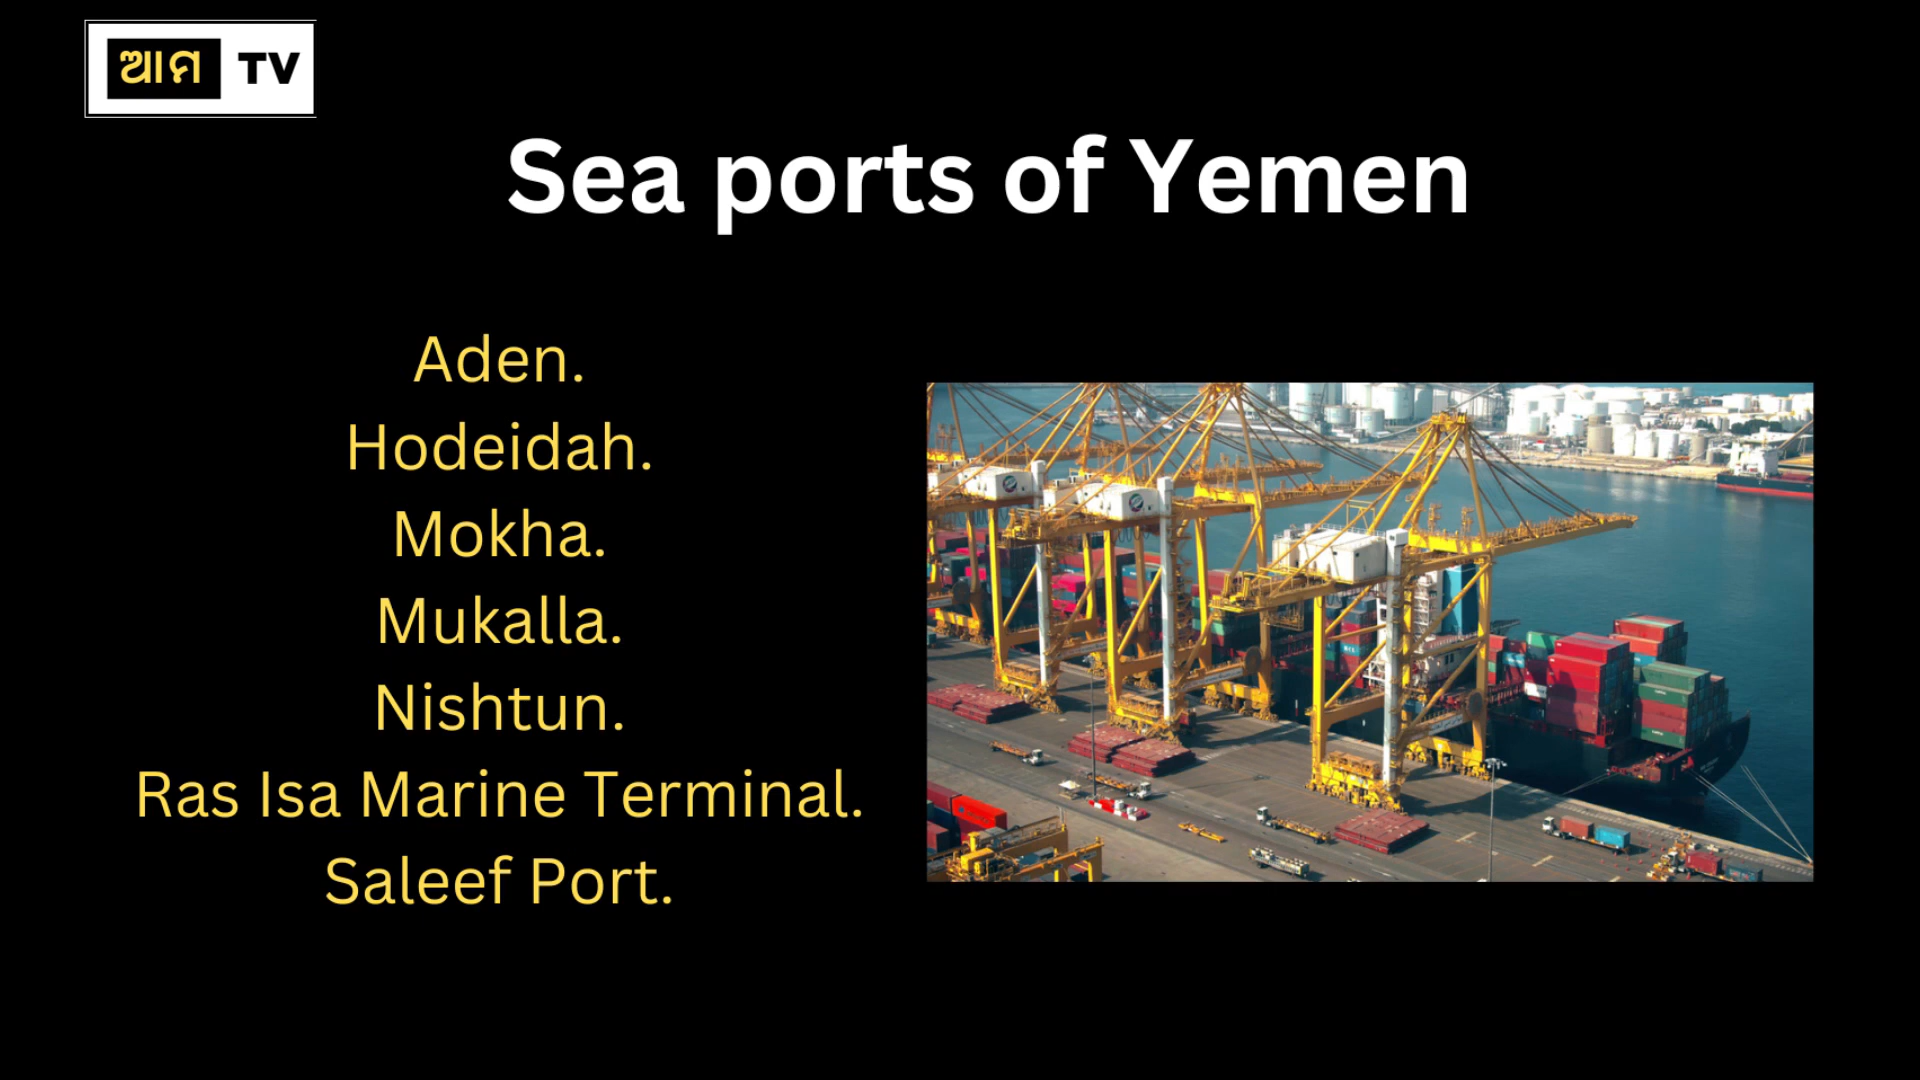 ଆମ TV
Sea ports of Yemen
Aden.
Hodeidah.
Mokha.
Mukalla.
Nishtun.
Ras Isa Marine Terminal.
Saleef Port.